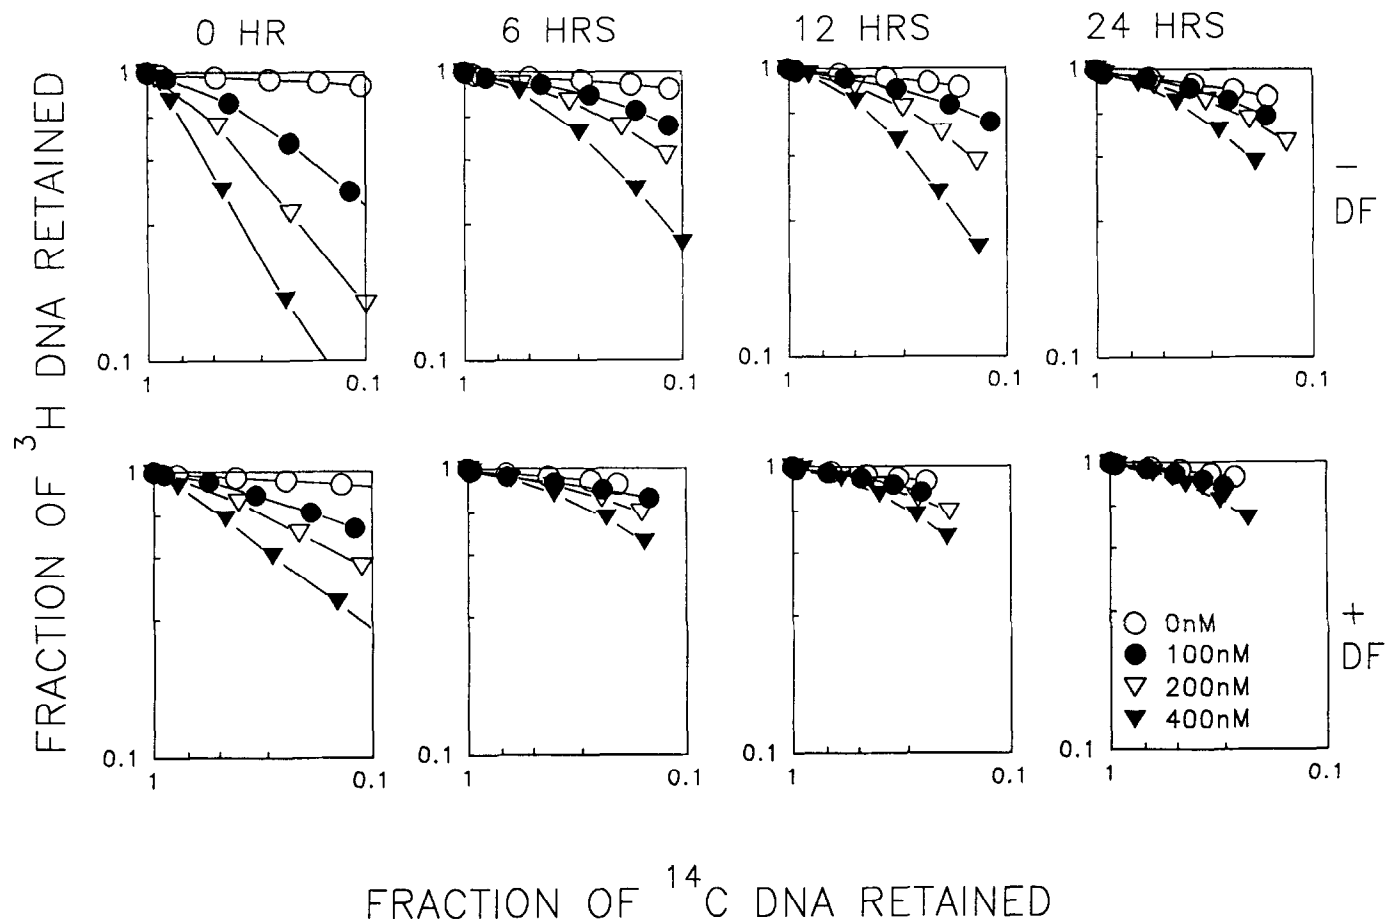 0 HR 6 HRS 12 HRS 24 HRS
FRACTION OF ³H DNA RETAINED
1 1 1 1
0.1 0.1 0.1 0.1
1 0.1 1 0.1 1 0.1 1 0.1
−
DF
1 1 1 1
0.1 0.1 0.1 0.1
1 0.1 1 0.1 1 0.1 1 0.1
0nM
100nM
200nM
400nM
+
DF
FRACTION OF ¹⁴C DNA RETAINED